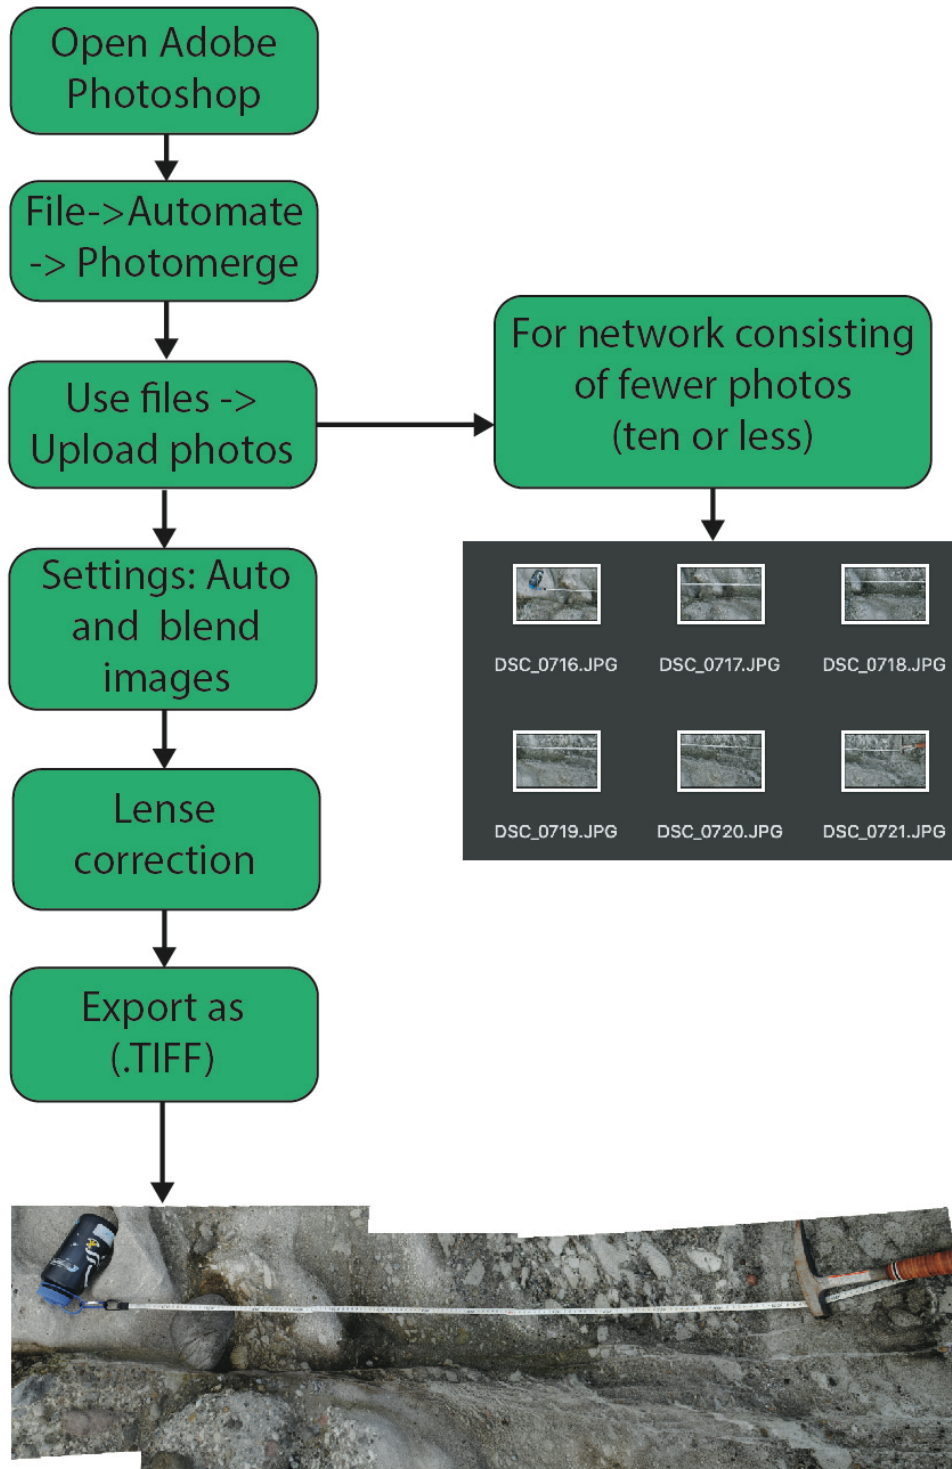 Open Adobe
Photoshop
File->Automate
-> Photomerge
Use files ->
Upload photos
For network consisting
of fewer photos
(ten or less)
Settings: Auto
and blend
images
DSC_0716.JPG
DSC_0717.JPG
DSC_0718.JPG
DSC_0719.JPG
DSC_0720.JPG
DSC_0721.JPG
Lense
correction
Export as
(.TIFF)